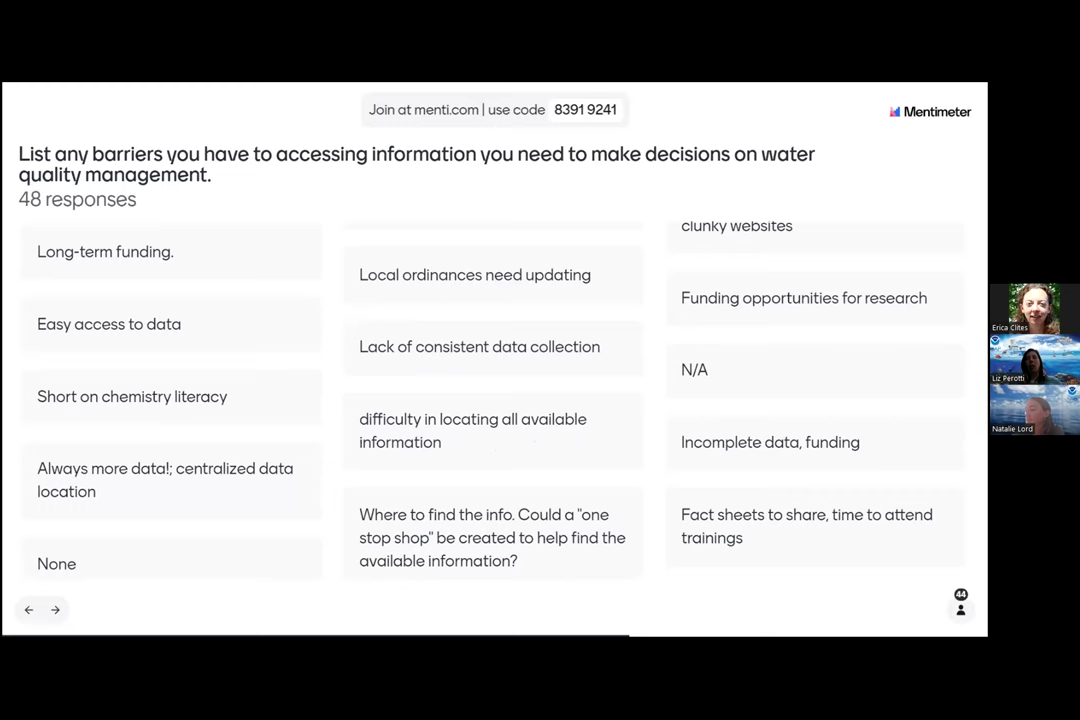 Join at menti.com | use code 8391 9241
Mentimeter
List any barriers you have to accessing information you need to make decisions on water
quality management.
48 responses
Long-term funding.
Easy access to data
Short on chemistry literacy
Always more data!; centralized data
location
None
Local ordinances need updating
Lack of consistent data collection
difficulty in locating all available
information
Where to find the info. Could a "one
stop shop" be created to help find the
available information?
clunky websites
Funding opportunities for research
N/A
Incomplete data, funding
Fact sheets to share, time to attend
trainings
44
Erica Clites
Liz Perotti
Natalie Lord